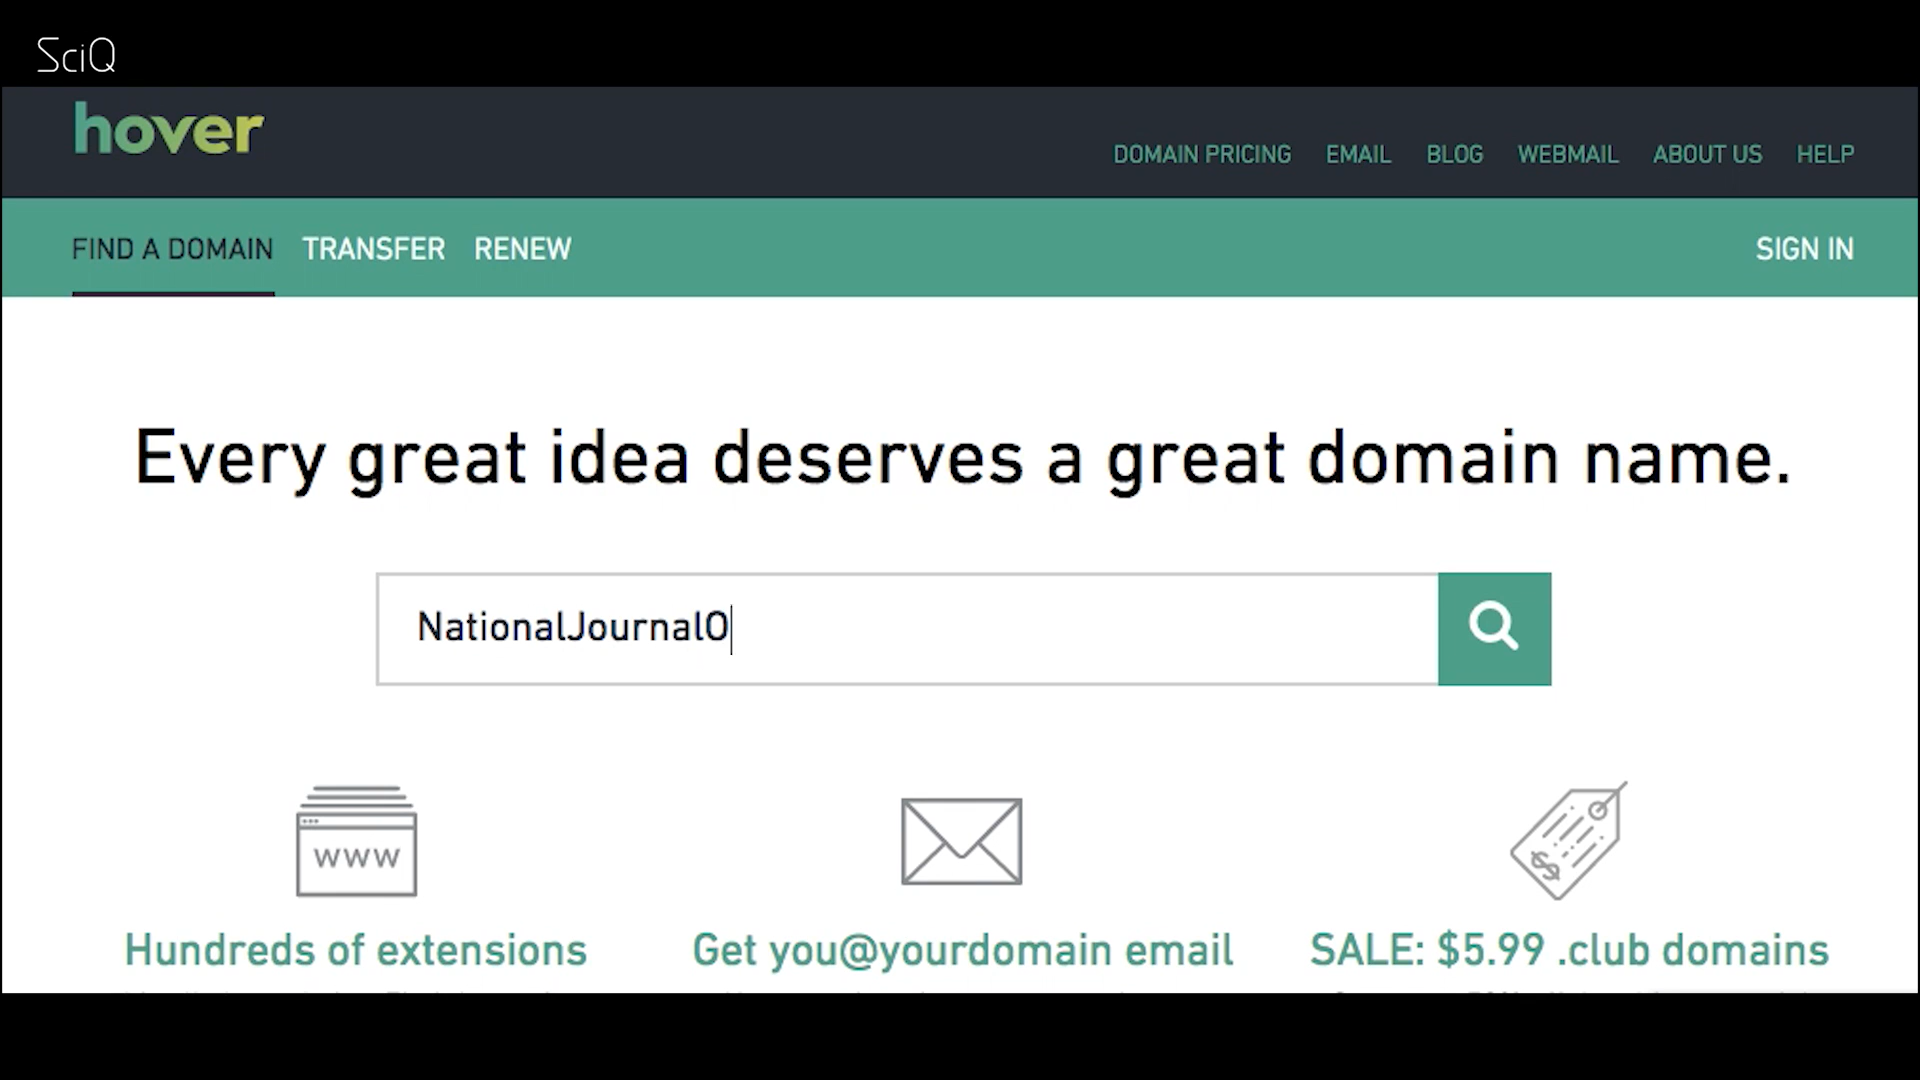 SciQ
hover
DOMAIN PRICING EMAIL BLOG WEBMAIL ABOUT US HELP
FIND A DOMAIN TRANSFER RENEW SIGN IN
Every great idea deserves a great domain name.
NationalJournalO
WWW
$
Hundreds of extensions Get you@yourdomain email SALE: $5.99 .club domains